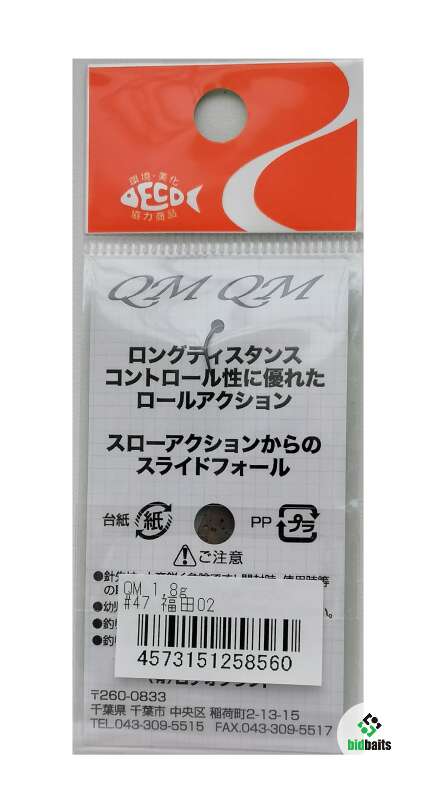 環境・美化
ECO
協力商品
QM QM
ロングディスタンス
コントロール性に優れた
ロールアクション
スローアクションからの
スライドフォール
台紙 紙 PP プラ
ご注意
QM 1,8g
#47 福田02
4573151258560
〒260-0833
千葉県 千葉市 中央区 稲荷町2-13-15
TEL.043-309-5515 FAX.043-309-5517
bidbaits